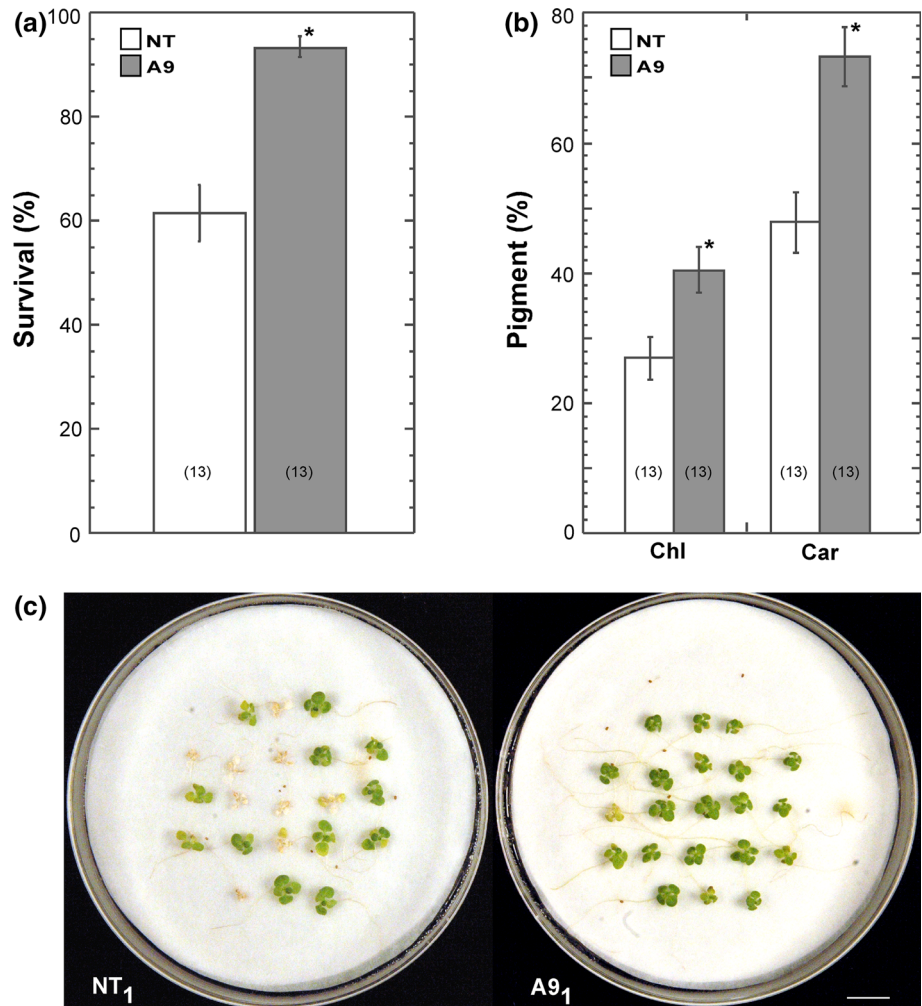 (a)
100
80
60
40
20
0
Survival (%)
NT
A9
*
(13)
(13)
(b)
80
60
40
20
0
Pigment (%)
NT
A9
*
*
(13)
(13)
(13)
(13)
Chl
Car
(c)
NT1
A91